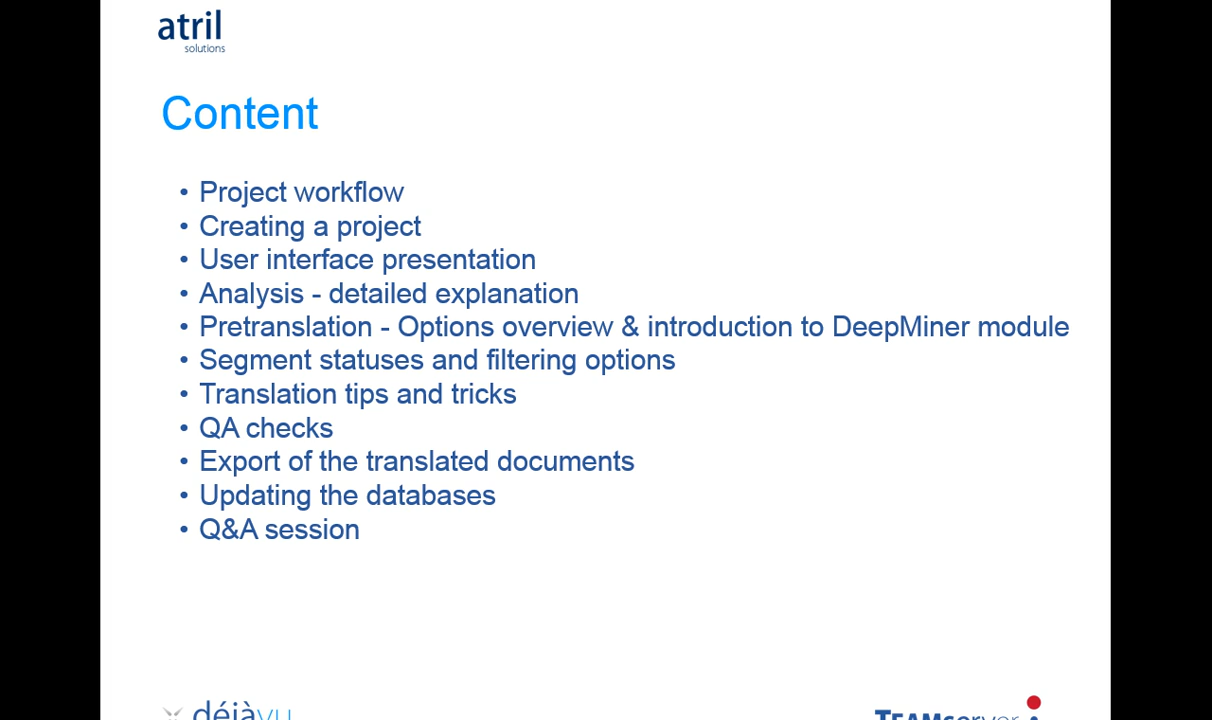 atril
solutions
Content
• Project workflow
• Creating a project
• User interface presentation
• Analysis - detailed explanation
• Pretranslation - Options overview & introduction to DeepMiner module
• Segment statuses and filtering options
• Translation tips and tricks
• QA checks
• Export of the translated documents
• Updating the databases
• Q&A session
déjàvu
TEAMserver